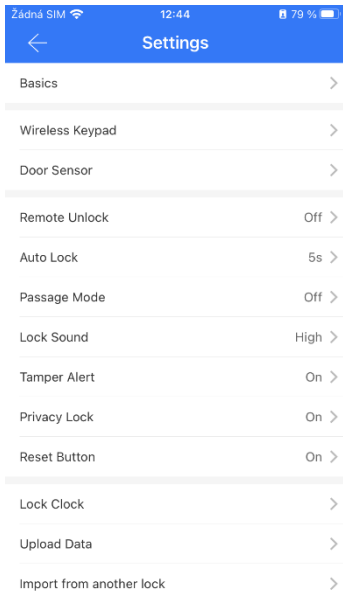 Žádná SIM 12:44 79 %
Settings
Basics
Wireless Keypad
Door Sensor
Remote Unlock Off
Auto Lock 5s
Passage Mode Off
Lock Sound High
Tamper Alert On
Privacy Lock On
Reset Button On
Lock Clock
Upload Data
Import from another lock